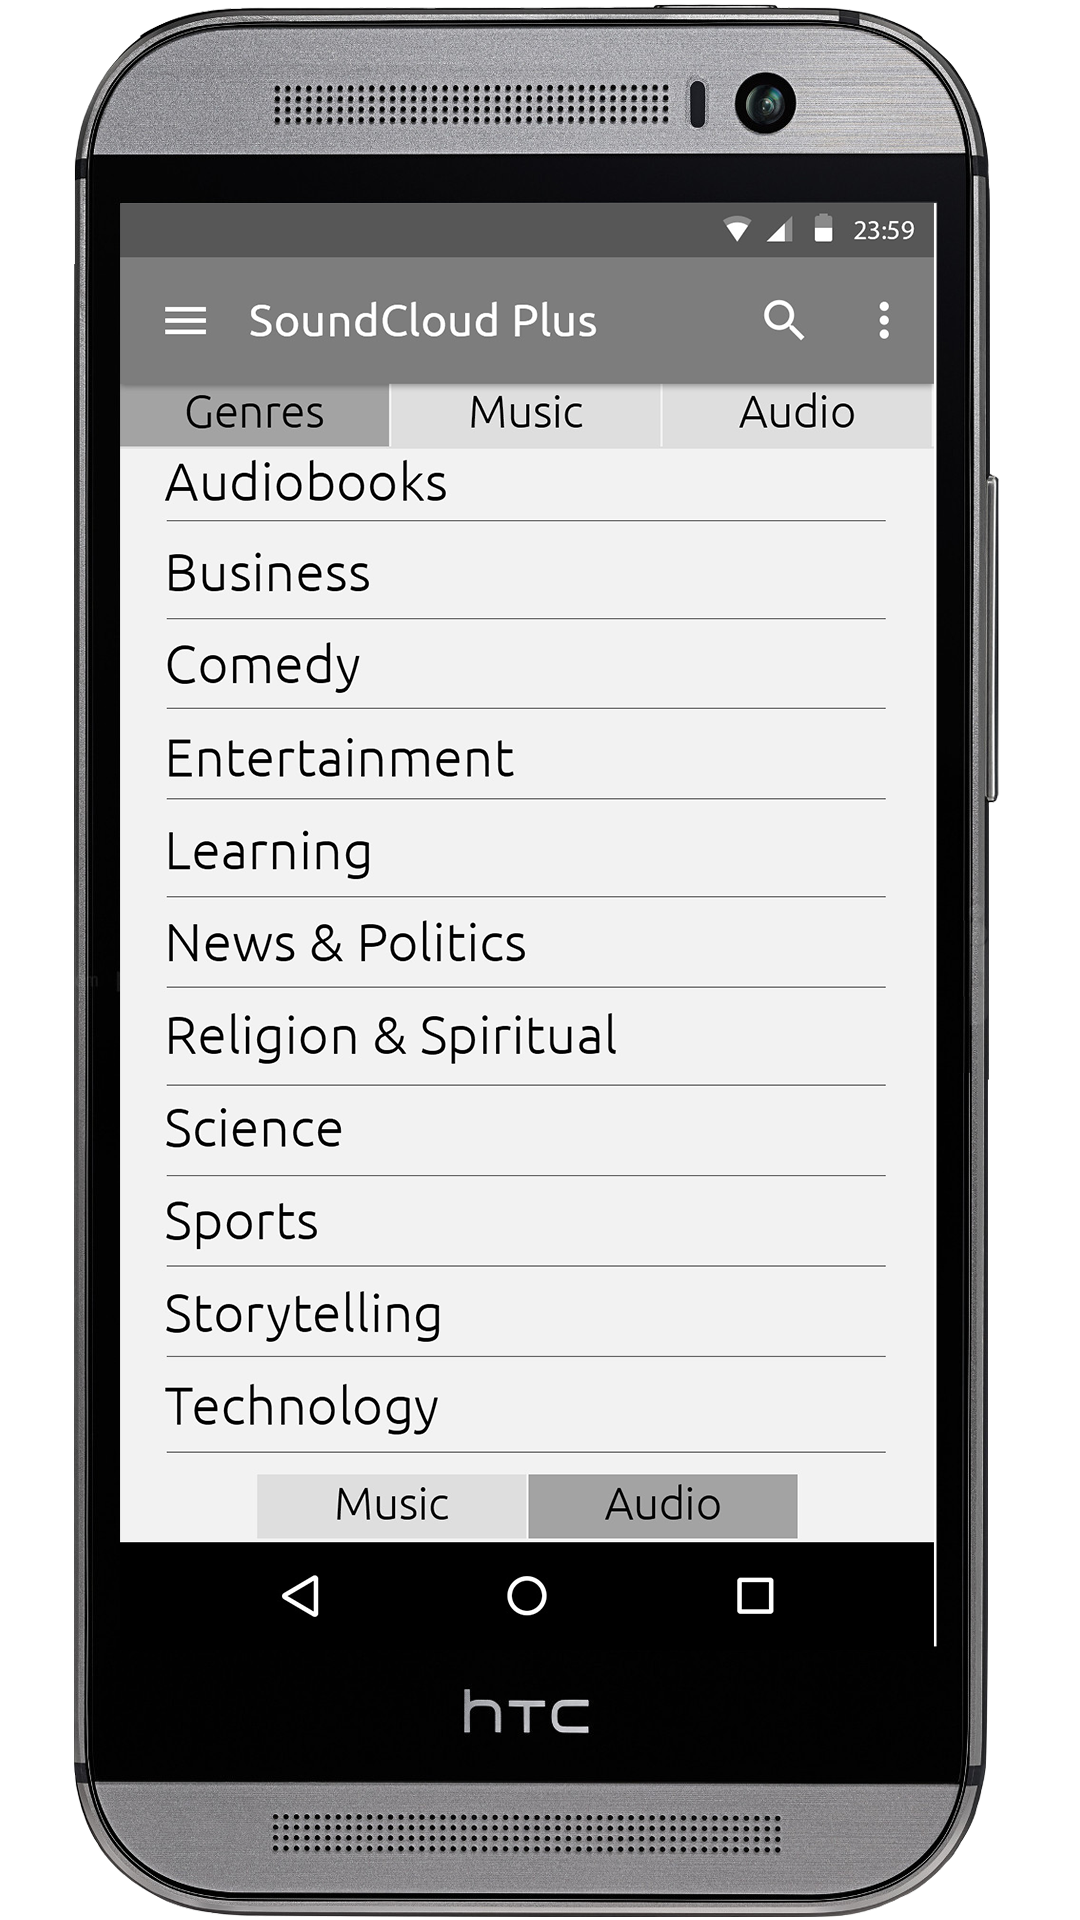 23:59
SoundCloud Plus
Genres Music Audio
Audiobooks
Business
Comedy
Entertainment
Learning
News & Politics
Religion & Spiritual
Science
Sports
Storytelling
Technology
Music Audio
hTC